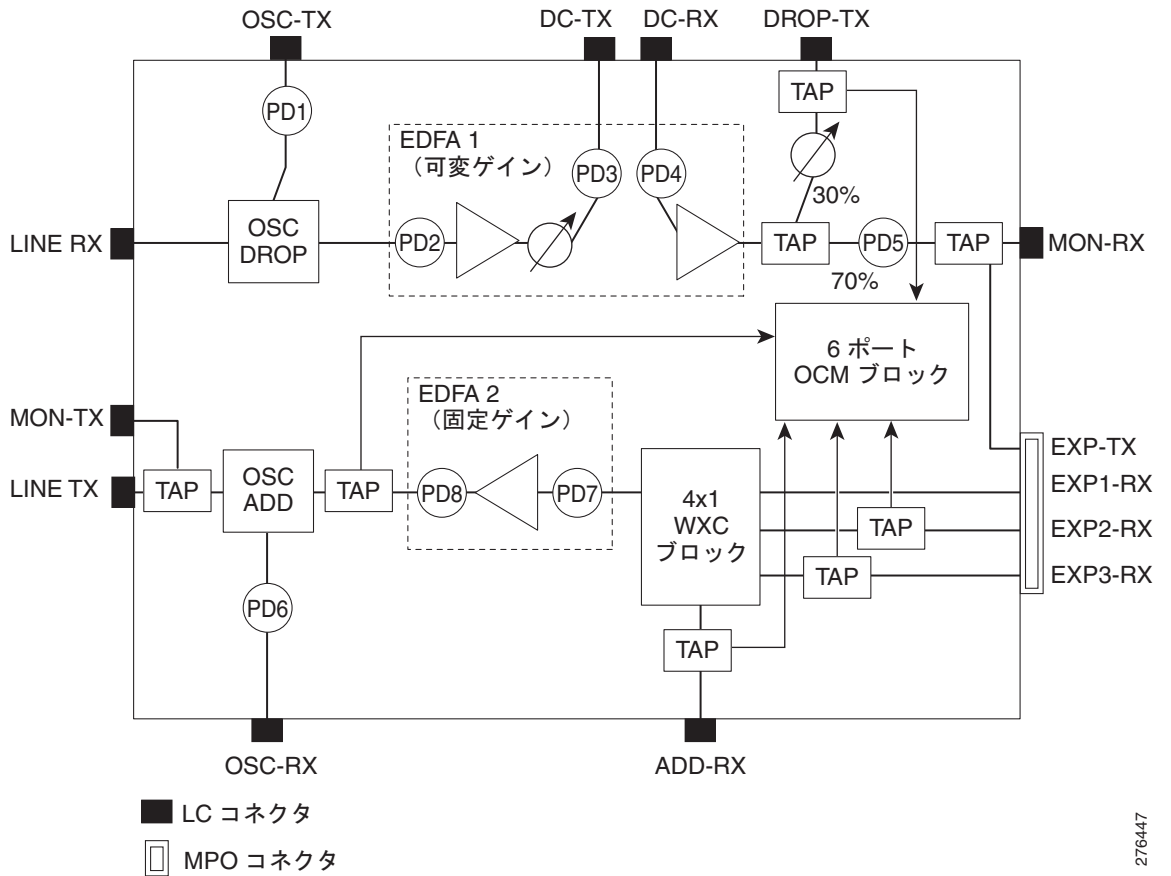 OSC-TX
DC-TX
DC-RX
DROP-TX
TAP
PD1
EDFA 1
（可変ゲイン）
PD3
PD4
30%
LINE RX
OSC
DROP
PD2
TAP
PD5
TAP
MON-RX
70%
6 ポート
OCM ブロック
EDFA 2
（固定ゲイン）
MON-TX
EXP-TX
LINE TX
TAP
OSC
ADD
TAP
PD8
PD7
4x1
WXC
ブロック
EXP1-RX
TAP
EXP2-RX
TAP
EXP3-RX
PD6
TAP
OSC-RX
ADD-RX
LC コネクタ
MPO コネクタ
276447